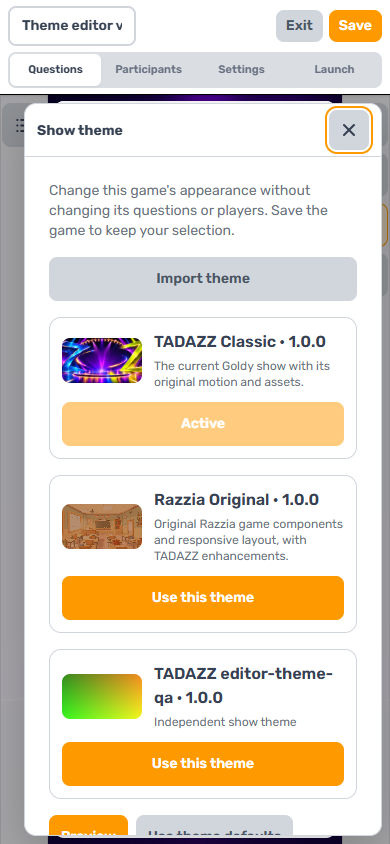 Theme editor v
Exit
Save
Questions
Participants
Settings
Launch
Show theme
Change this game's appearance without
changing its questions or players. Save the
game to keep your selection.
Import theme
TADAZZ Classic • 1.0.0
The current Goldy show with its
original motion and assets.
Active
Razzia Original • 1.0.0
Original Razzia game components
and responsive layout, with
TADAZZ enhancements.
Use this theme
TADAZZ editor-theme-
qa • 1.0.0
Independent show theme
Use this theme
Preview
Use theme defaults